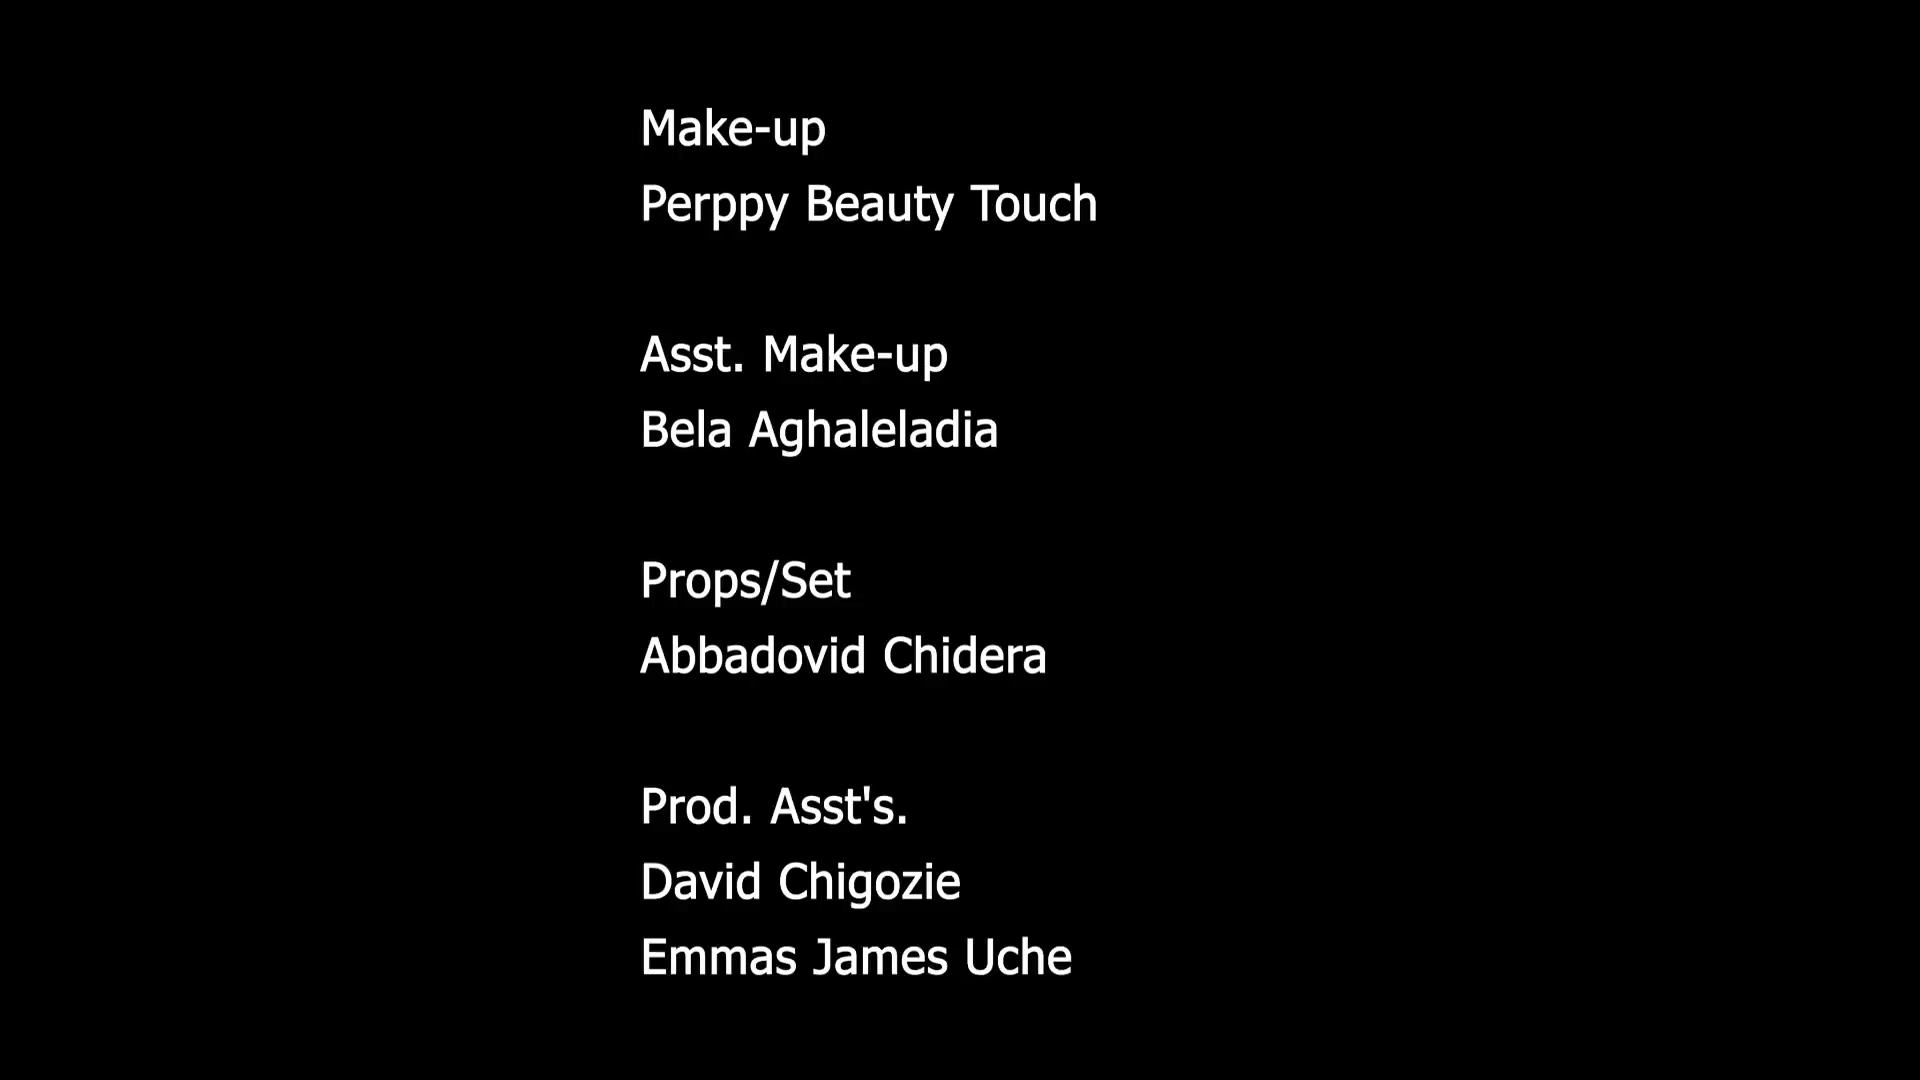 Make-up
Perppy Beauty Touch
Asst. Make-up
Bela Aghaleladia
Props/Set
Abbadovid Chidera
Prod. Asst's.
David Chigozie
Emmas James Uche